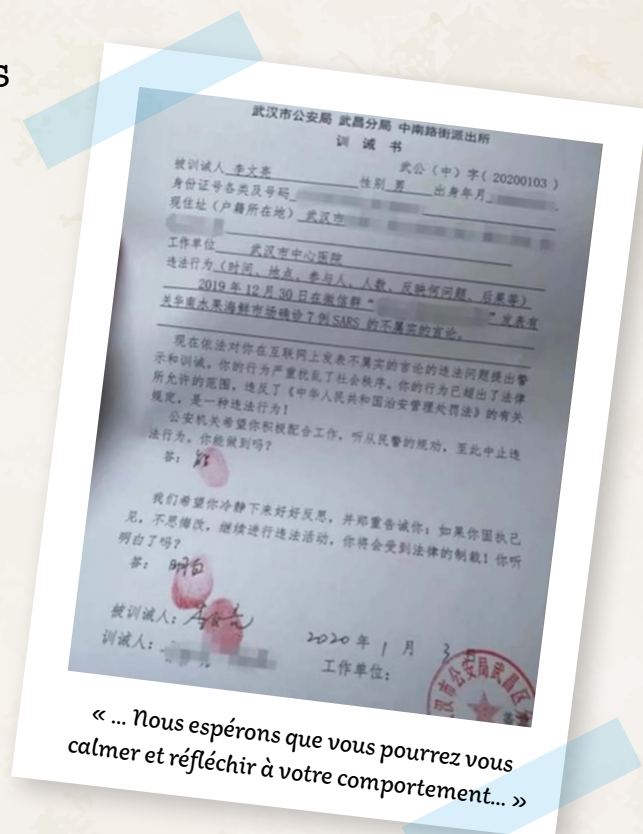 s
武汉市公安局 武昌分局 中南路街派出所
训 诫 书
武公（中）字（20200103）
被训诫人 李文亮 性别 男 出身年月
身份证号各类及号码
现住址（户籍所在地） 武汉市
工作单位 武汉市中心医院
违法行为（时间、地点、参与人、人数、反映何问题、后果等）
2019 年 12 月 30 日在微信群“ ”发表有
关华南水果海鲜市场确诊 7 例 SARS 的不属实的言论。
现在依法对你在互联网上发表不属实的言论的违法问题提出警
示和训诫。你的行为严重扰乱了社会秩序。你的行为已超出了法律
所允许的范围，违反了《中华人民共和国治安管理处罚法》的有关
规定，是一种违法行为！
公安机关希望你积极配合工作，听从民警的规劝，至此中止违
法行为。你能做到吗？
答： 能
我们希望你冷静下来好好反思，并郑重告诫你：如果你固执己
见，不思悔改，继续进行违法活动，你将会受到法律的制裁！你听
明白了吗？
答： 明白
被训诫人：李文亮
训诫人：
2020 年 1 月 3 日
工作单位：
汉市公安局武昌区
« ... Nous espérons que vous pourrez vous
calmer et réfléchir à votre comportement... »